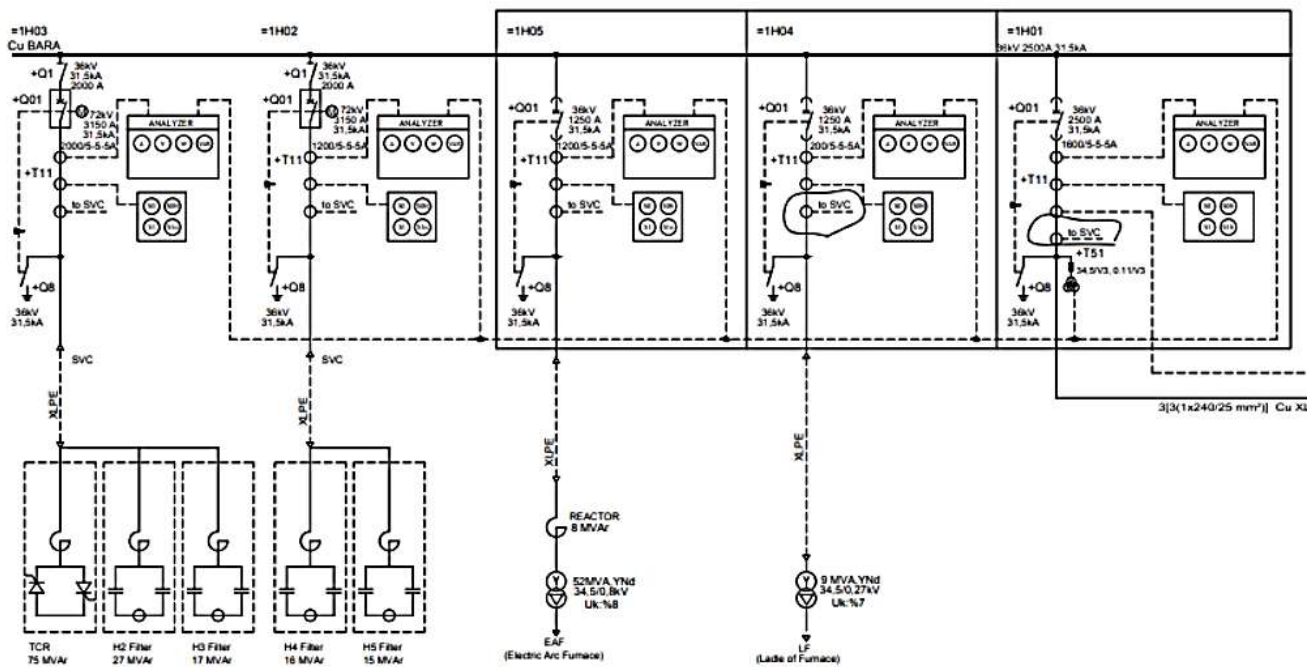 =1H03
Cu BARA
+Q1
36kV
31,5kA
2000 A
+Q01
72kV
3150 A
31,5kA
2000/5-5-5A
ANALYZER
A V W VAR
+T11
to SVC
+Q8
36kV
31,5kA
SVC
XLPE
TCR
75 MVAr
H2 Filter
27 MVAr
H3 Filter
17 MVAr
=1H02
+Q1
36kV
31,5kA
2000 A
+Q01
72kV
3150 A
31,5kA
1200/5-5-5A
ANALYZER
A V W VAR
+T11
to SVC
+Q8
36kV
31,5kA
SVC
XLPE
H4 Filter
16 MVAr
H5 Filter
15 MVAr
=1H05
+Q01
36kV
1250 A
31,5kA
1200/5-5-5A
ANALYZER
A V W VAR
+T11
to SVC
+Q8
36kV
31,5kA
XLPE
REACTOR
8 MVAr
52MVA,YNd
34,5/0,8kV
Uk:%8
EAF
(Electric Arc Furnace)
=1H04
+Q01
36kV
1250 A
31,5kA
200/5-5-5A
ANALYZER
A V W VAR
+T11
to SVC
+Q8
36kV
31,5kA
XLPE
9 MVA,YNd
34,5/0,27kV
Uk:%7
LF
(Ladle of Furnace)
=1H01
36kV 2500A 31,5kA
+Q01
36kV
2500 A
31,5kA
1600/5-5-5A
ANALYZER
A V W VAR
+T11
to SVC
+T51
34,5/V3, 0.11/V3
+Q8
36kV
31,5kA
3[3(1x240/25 mm²)] Cu XL